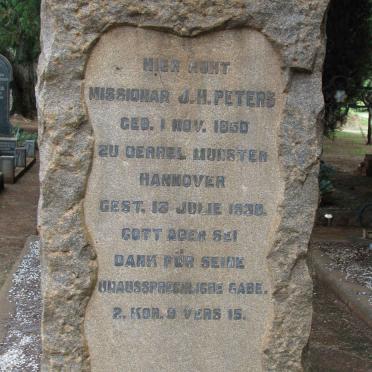 HIER RUHT
MISSIONAR J.H. PETERS
GEB. 1 NOV. 1850
ZU OERREL MUNSTER
HANNOVER
GEST. 13 JULIE 1938.
GOTT ABER SEI
DANK FÜR SEINE
UNAUSSPRECHLICHE GABE.
2. KOR. 9 VERS 15.